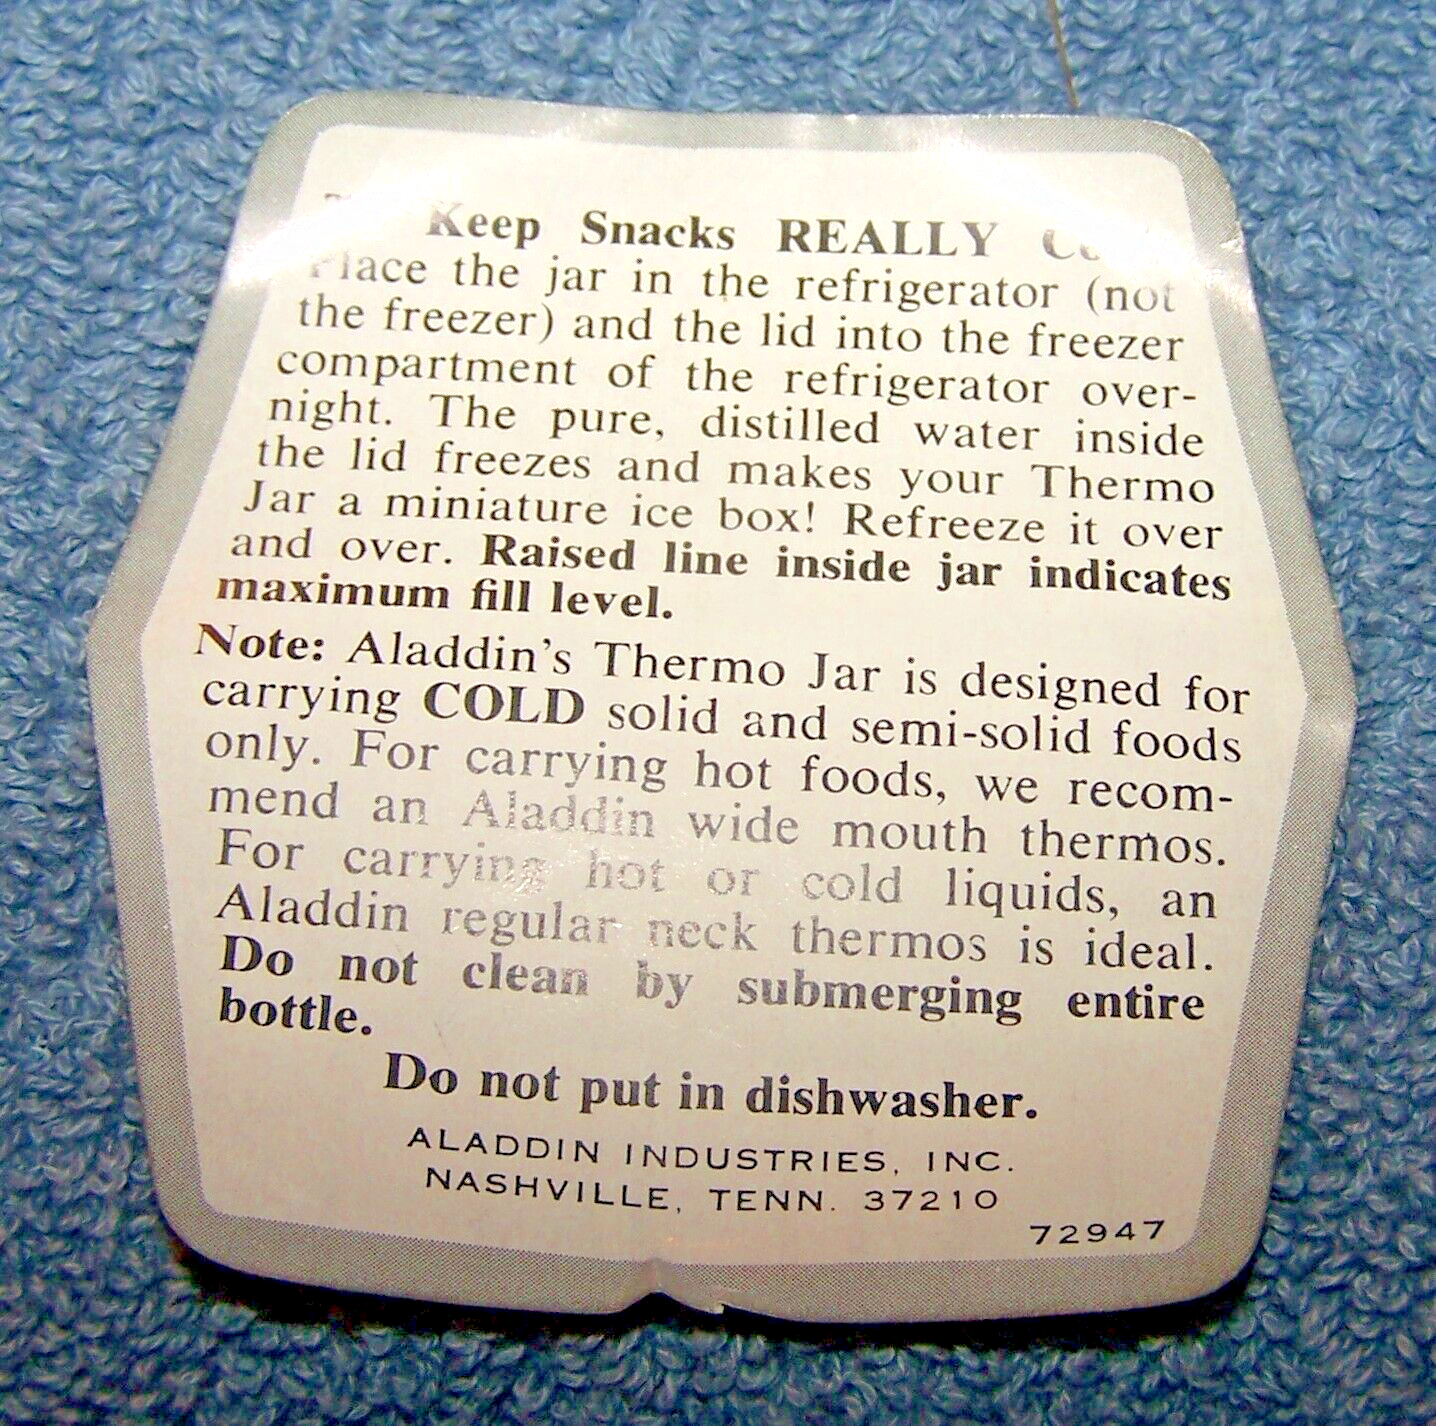 Keep Snacks REALLY
Place the jar in the refrigerator (not
the freezer) and the lid into the freezer
compartment of the refrigerator over-
night. The pure, distilled water inside
the lid freezes and makes your Thermo
Jar a miniature ice box! Refreeze it over
and over. Raised line inside jar indicates
maximum fill level.
Note: Aladdin's Thermo Jar is designed for
carrying COLD solid and semi-solid foods
only. For carrying hot foods, we recom-
mend an Aladdin wide mouth thermos.
For carrying hot or cold liquids, an
Aladdin regular neck thermos is ideal.
Do not clean by submerging entire
bottle.
Do not put in dishwasher.
ALADDIN INDUSTRIES, INC.
NASHVILLE, TENN. 37210
72947